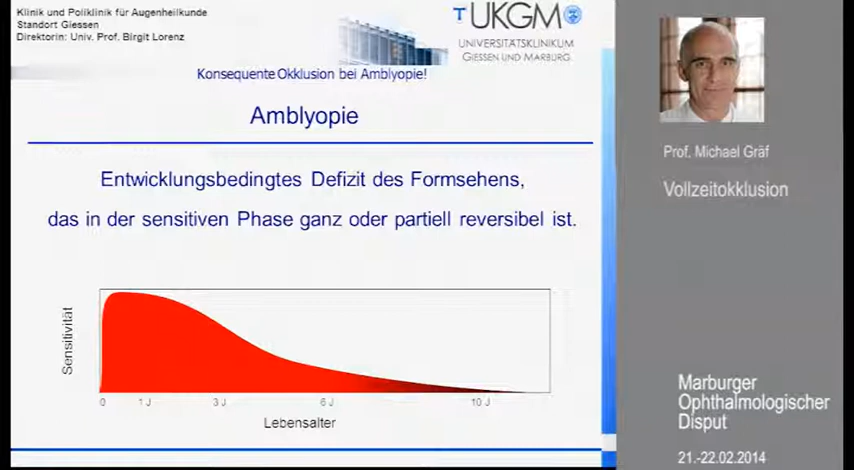 Klinik und Poliklinik für Augenheilkunde
Standort Giessen
Direktorin: Univ. Prof. Birgit Lorenz
UKGM
UNIVERSITÄTSKLINIKUM
GIESSEN UND MARBURG
Konsequente Okklusion bei Amblyopie!
Amblyopie
Entwicklungsbedingtes Defizit des Formsehens,
das in der sensitiven Phase ganz oder partiell reversibel ist.
Sensitivität
0 1 J 3 J 6 J 10 J
Lebensalter
Prof. Michael Gräf
Vollzeitokklusion
Marburger
Ophthalmologischer
Disput
21.-22.02.2014